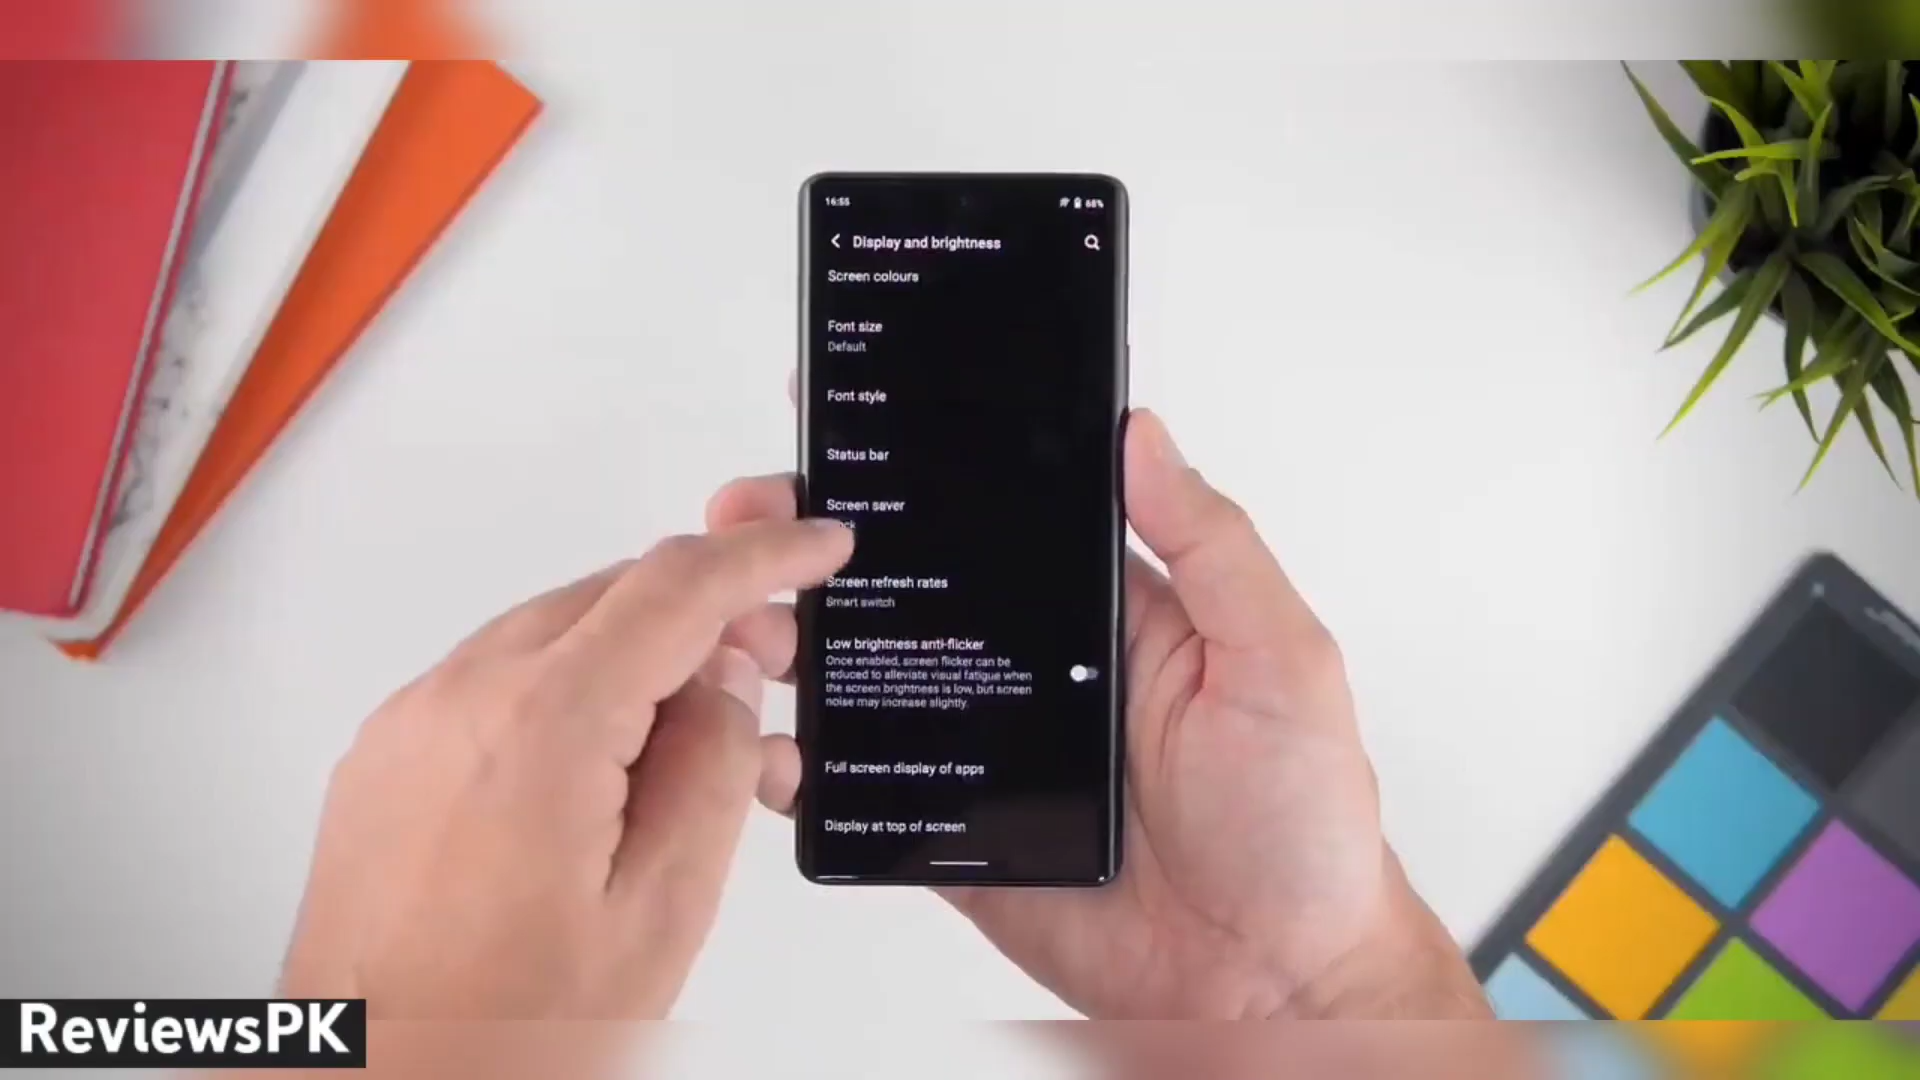 16:55
68%
Display and brightness
Screen colours
Font size
Default
Font style
Status bar
Screen saver
Screen refresh rates
Smart switch
Low brightness anti-flicker
Once enabled, screen flicker can be
reduced to alleviate visual fatigue when
the screen brightness is low, but screen
noise may increase slightly.
Full screen display of apps
Display at top of screen
ReviewsPK